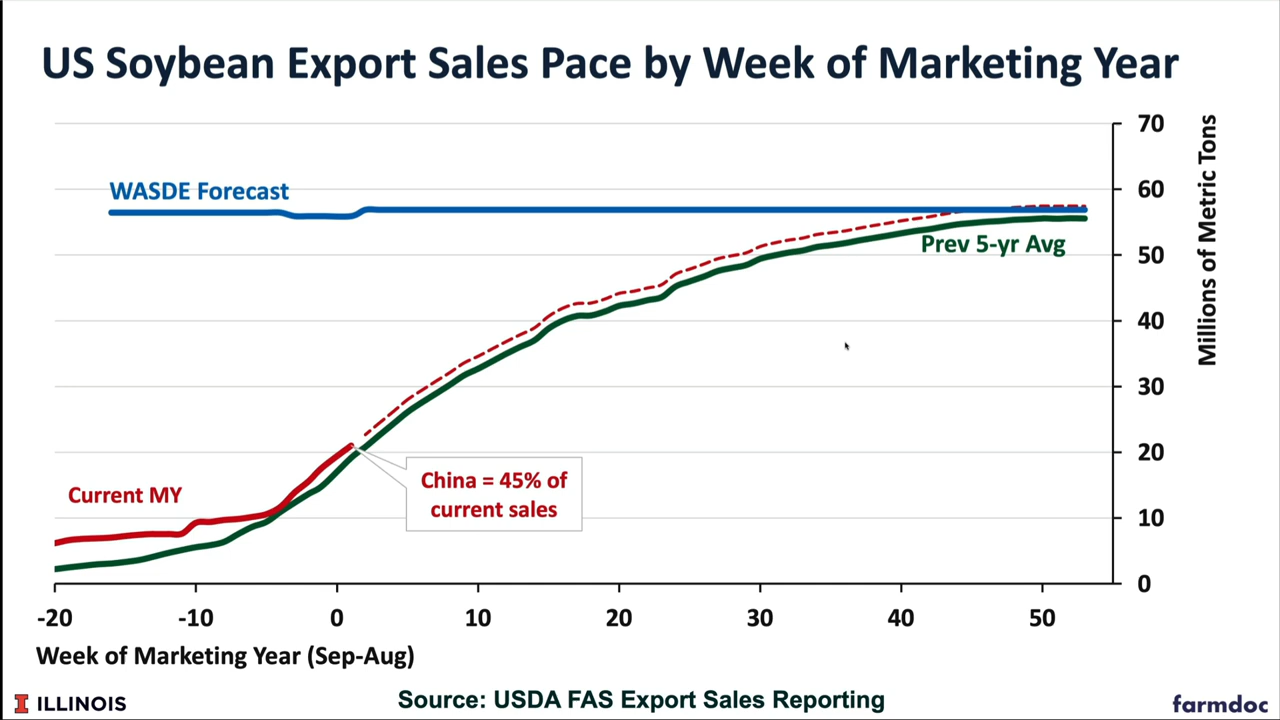 US Soybean Export Sales Pace by Week of Marketing Year
70
60
50
40
30
20
10
0
Millions of Metric Tons
WASDE Forecast
Prev 5-yr Avg
China = 45% of
current sales
Current MY
-20 -10 0 10 20 30 40 50
Week of Marketing Year (Sep-Aug)
I ILLINOIS
Source: USDA FAS Export Sales Reporting
farmdoc